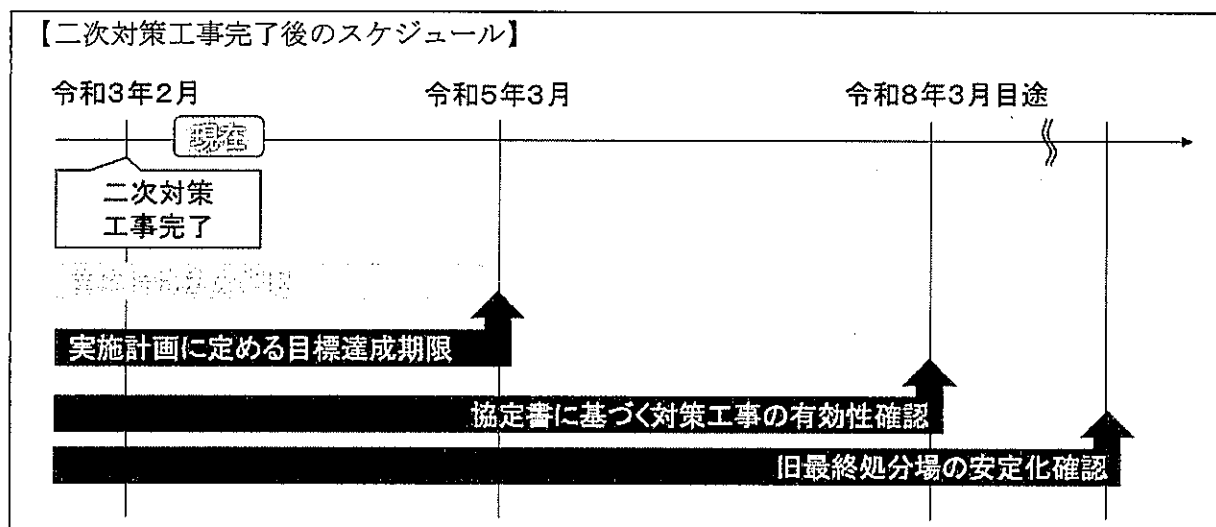 【二次対策工事完了後のスケジュール】
令和3年2月
令和5年3月
令和8年3月目途
現在
二次対策
工事完了
実施計画に定める目標達成期限
協定書に基づく対策工事の有効性確認
旧最終処分場の安定化確認